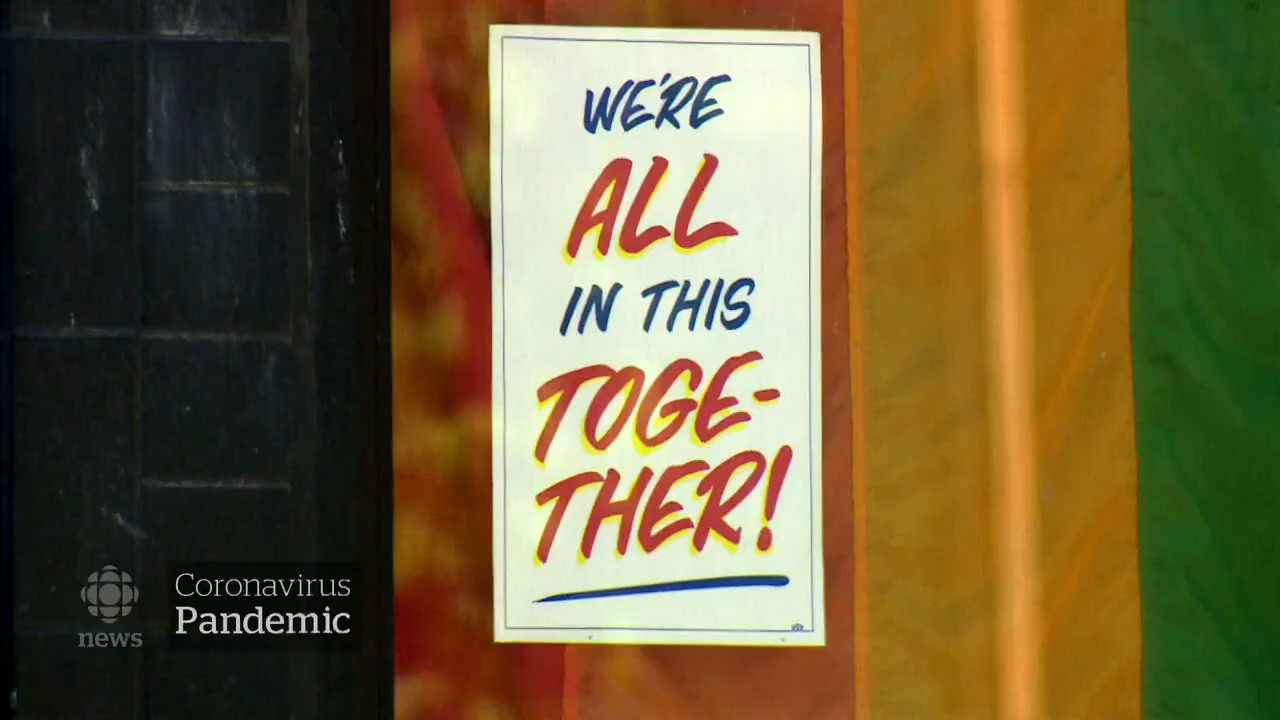 WE'RE
ALL
IN THIS
TOGE-
THER!
Coronavirus
Pandemic
news